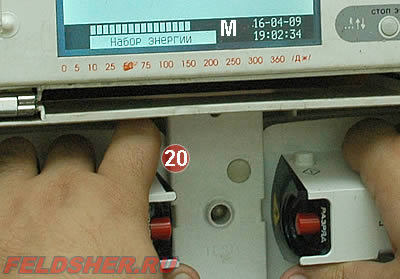 М 16-04-09
Набор энергии 19:02:34
СТОП Э
0 5 10 25 50 75 100 150 200 250 300 360 /Дж/
20
РАЗРЯД
FELDSHER.RU